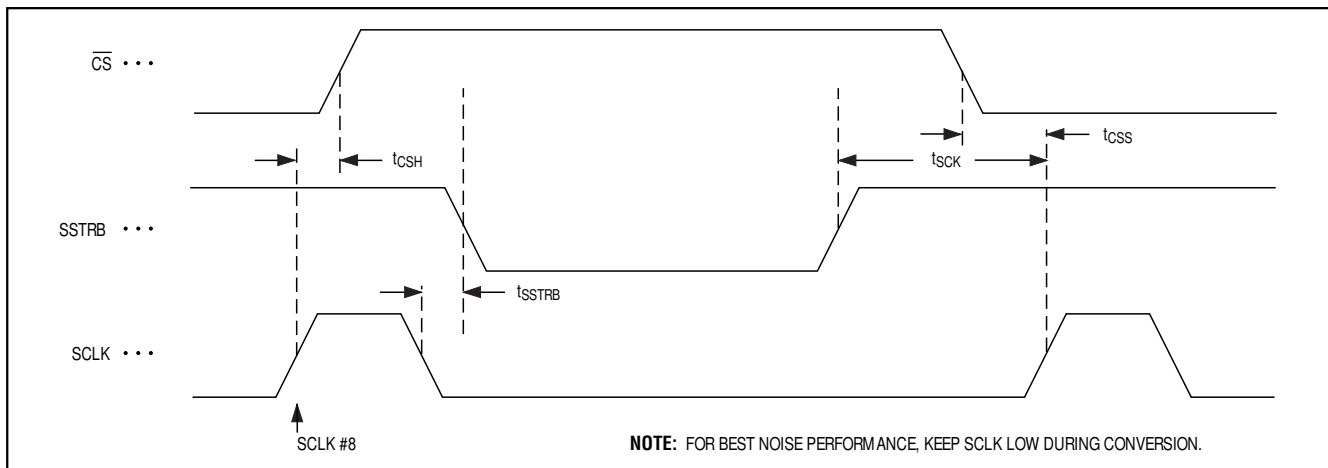 CS • • •
tCSS
tCSH
tSCK
SSTRB • • •
tSSTRB
SCLK • • •
SCLK #8
NOTE: FOR BEST NOISE PERFORMANCE, KEEP SCLK LOW DURING CONVERSION.